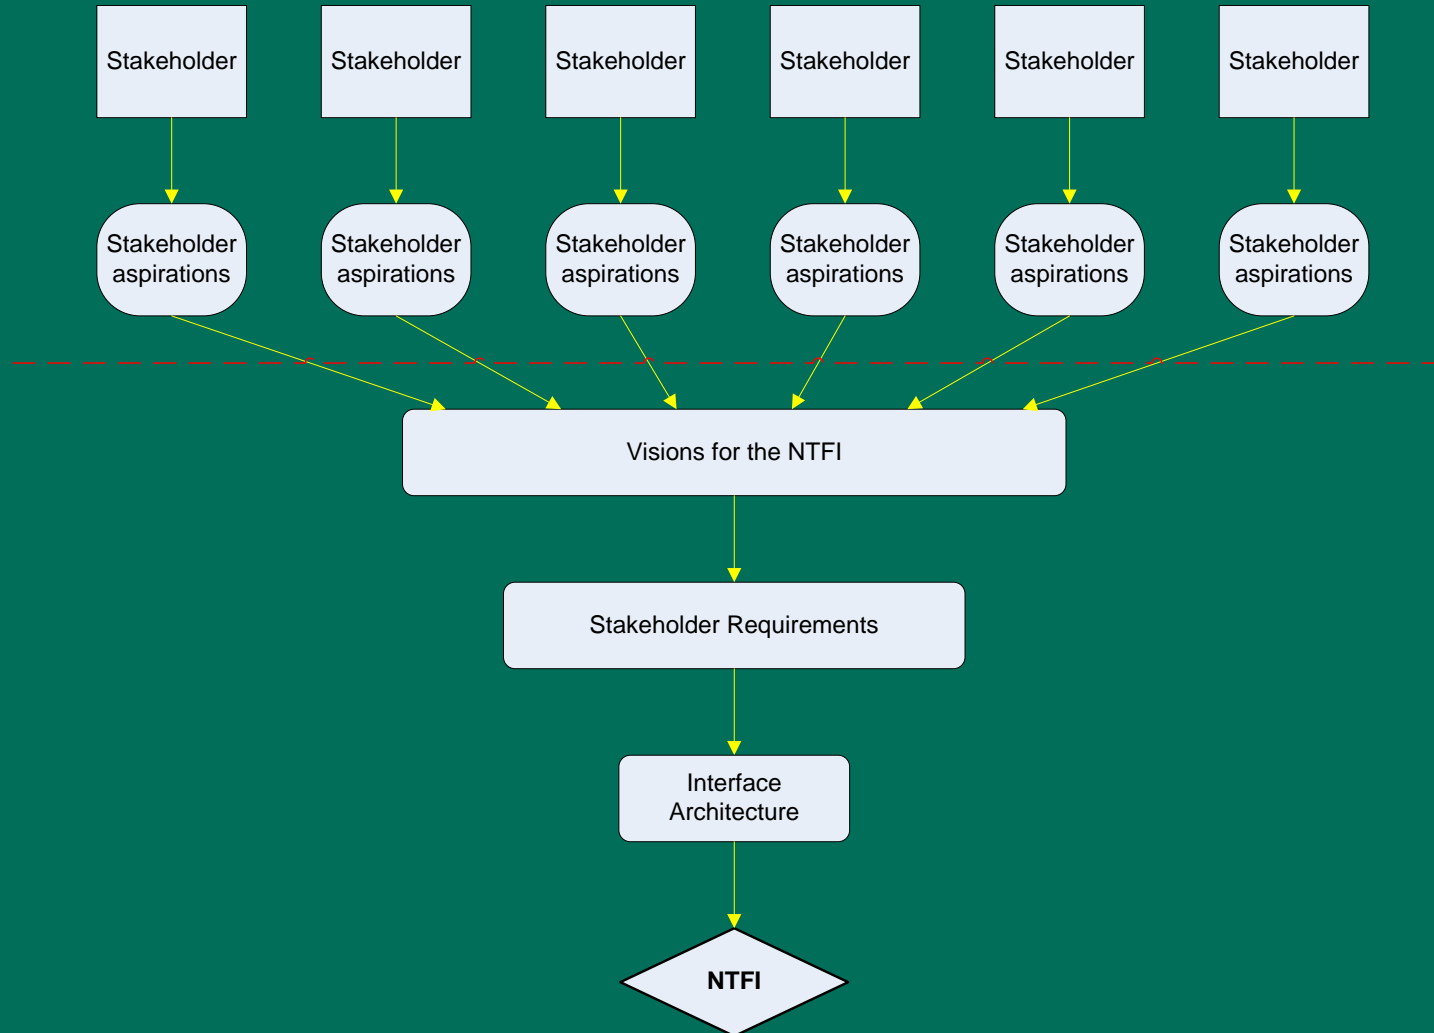 Stakeholder
Stakeholder
Stakeholder
Stakeholder
Stakeholder
Stakeholder
Stakeholder
aspirations
Stakeholder
aspirations
Stakeholder
aspirations
Stakeholder
aspirations
Stakeholder
aspirations
Stakeholder
aspirations
Visions for the NTFI
Stakeholder Requirements
Interface
Architecture
NTFI